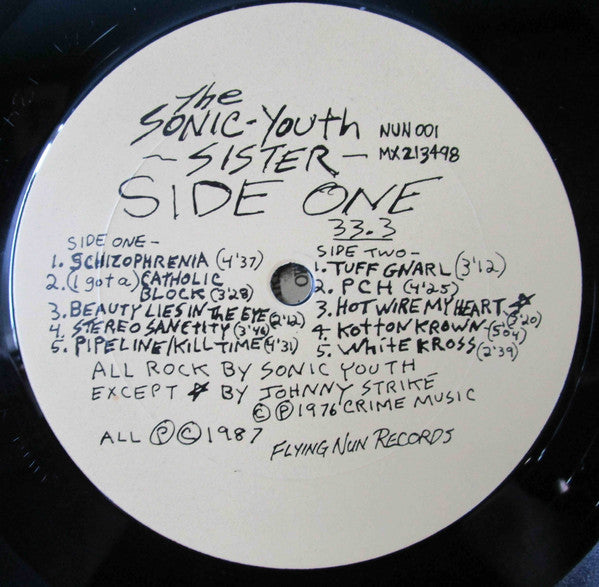 the
SONIC-YOUTH
~ SISTER —
NUN 001
MX213498
SIDE ONE
33.3
SIDE ONE -
1. SCHIZOPHRENIA (4'37)
2. (I got a) CATHOLIC
BLOCK (3'28)
3. BEAUTY LIES IN THE EYE (2'12)
4. STEREO SANCTITY (3'46)
5. PIPELINE/KILL TIME (4'31)
SIDE TWO -
1. TUFF GNARL (3'12)
2. PCH (4'25)
3. HOT WIRE MY HEART ☆ (3'20)
4. KOTTON KROWN - (5'04)
5. WHITE KROSS (2'39)
ALL ROCK BY SONIC YOUTH
EXCEPT ☆ BY JOHNNY STRIKE
© ℗ 1976 CRIME MUSIC
ALL ℗ © 1987
FLYING NUN RECORDS